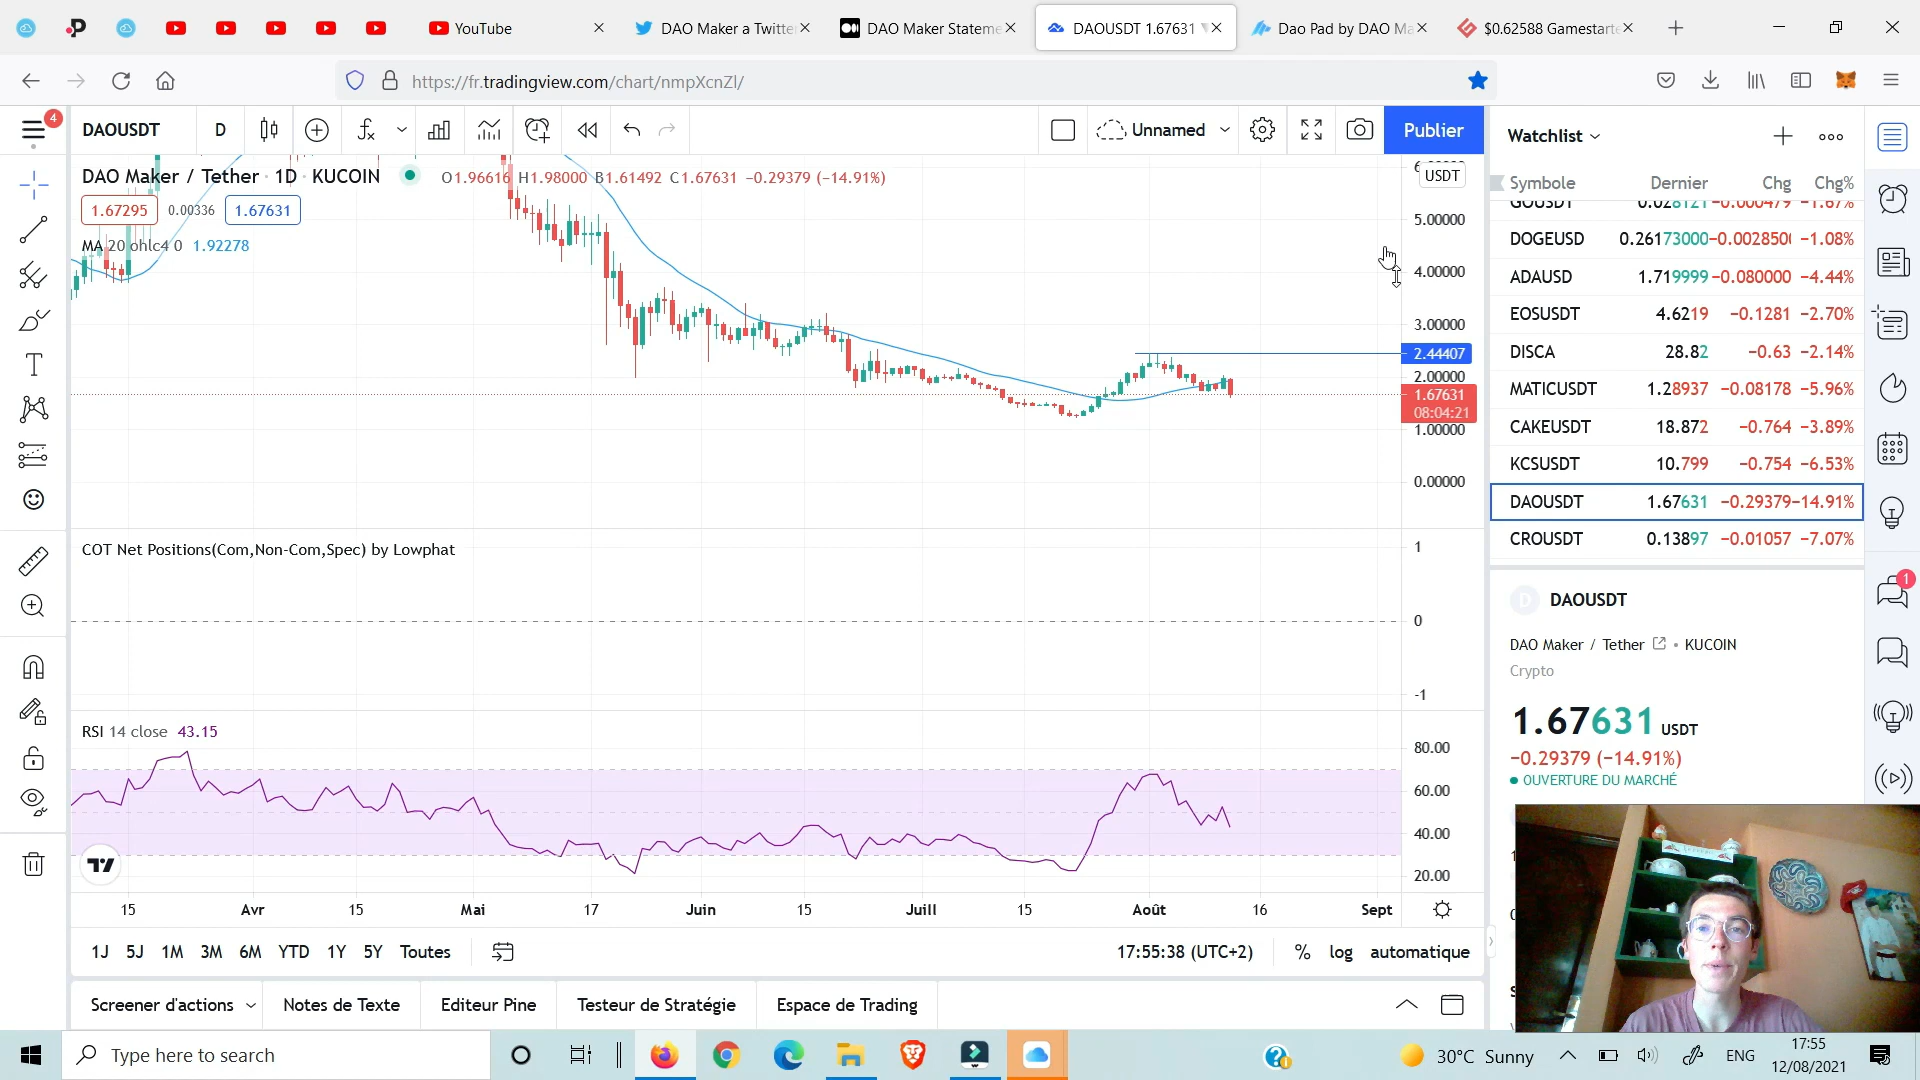 YouTube
DAO Maker a Twitte
DAO Maker Stateme
DAOUSDT 1.67631
Dao Pad by DAO Ma
$0.62588 Gamestarte
https://fr.tradingview.com/chart/nmpXcnZl/
4
DAOUSDT
D
Unnamed
Publier
DAO Maker / Tether · 1D · KUCOIN
O1.96616 H1.98000 B1.61492 C1.67631 −0.29379 (−14.91%)
1.67295
0.00336
1.67631
MA 20 ohlc4 0 1.92278
USDT
5.00000
4.00000
3.00000
2.44407
2.00000
1.67631
08:04:21
1.00000
0.00000
COT Net Positions(Com,Non-Com,Spec) by Lowphat
1
0
-1
RSI 14 close 43.15
80.00
60.00
40.00
20.00
15 Avr 15 Mai 17 Juin 15 Juill 15 Août 16 Sept
1J 5J 1M 3M 6M YTD 1Y 5Y Toutes
17:55:38 (UTC+2) % log automatique
Screener d'actions
Notes de Texte
Editeur Pine
Testeur de Stratégie
Espace de Trading
Watchlist
Symbole Dernier Chg Chg%
GOUSDT 0.028121 −0.000479 −1.67%
DOGEUSD 0.26173000 −0.0028500 −1.08%
ADAUSD 1.719999 −0.080000 −4.44%
EOSUSDT 4.6219 −0.1281 −2.70%
DISCA 28.82 −0.63 −2.14%
MATICUSDT 1.28937 −0.08178 −5.96%
CAKEUSDT 18.872 −0.764 −3.89%
KCSUSDT 10.799 −0.754 −6.53%
DAOUSDT 1.67631 −0.29379 −14.91%
CROUSDT 0.13897 −0.01057 −7.07%
D
DAOUSDT
DAO Maker / Tether • KUCOIN
Crypto
1.67631 USDT
−0.29379 (−14.91%)
OUVERTURE DU MARCHÉ
1
Type here to search
30°C Sunny
ENG
17:55
12/08/2021